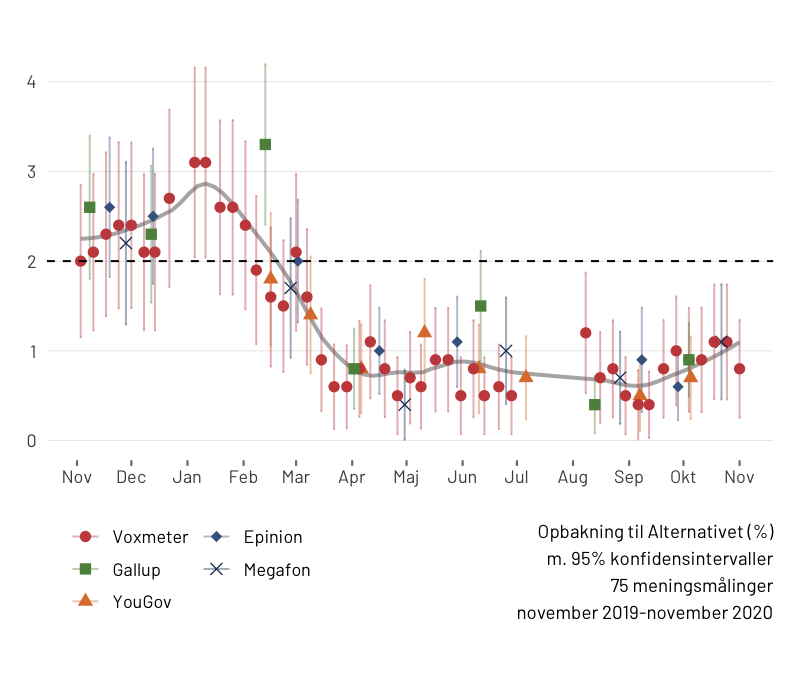 4
3
2
1
0
Nov Dec Jan Feb Mar Apr Maj Jun Jul Aug Sep Okt Nov
Voxmeter Epinion
Gallup Megafon
YouGov
Opbakning til Alternativet (%)
m. 95% konfidensintervaller
75 meningsmålinger
november 2019-november 2020